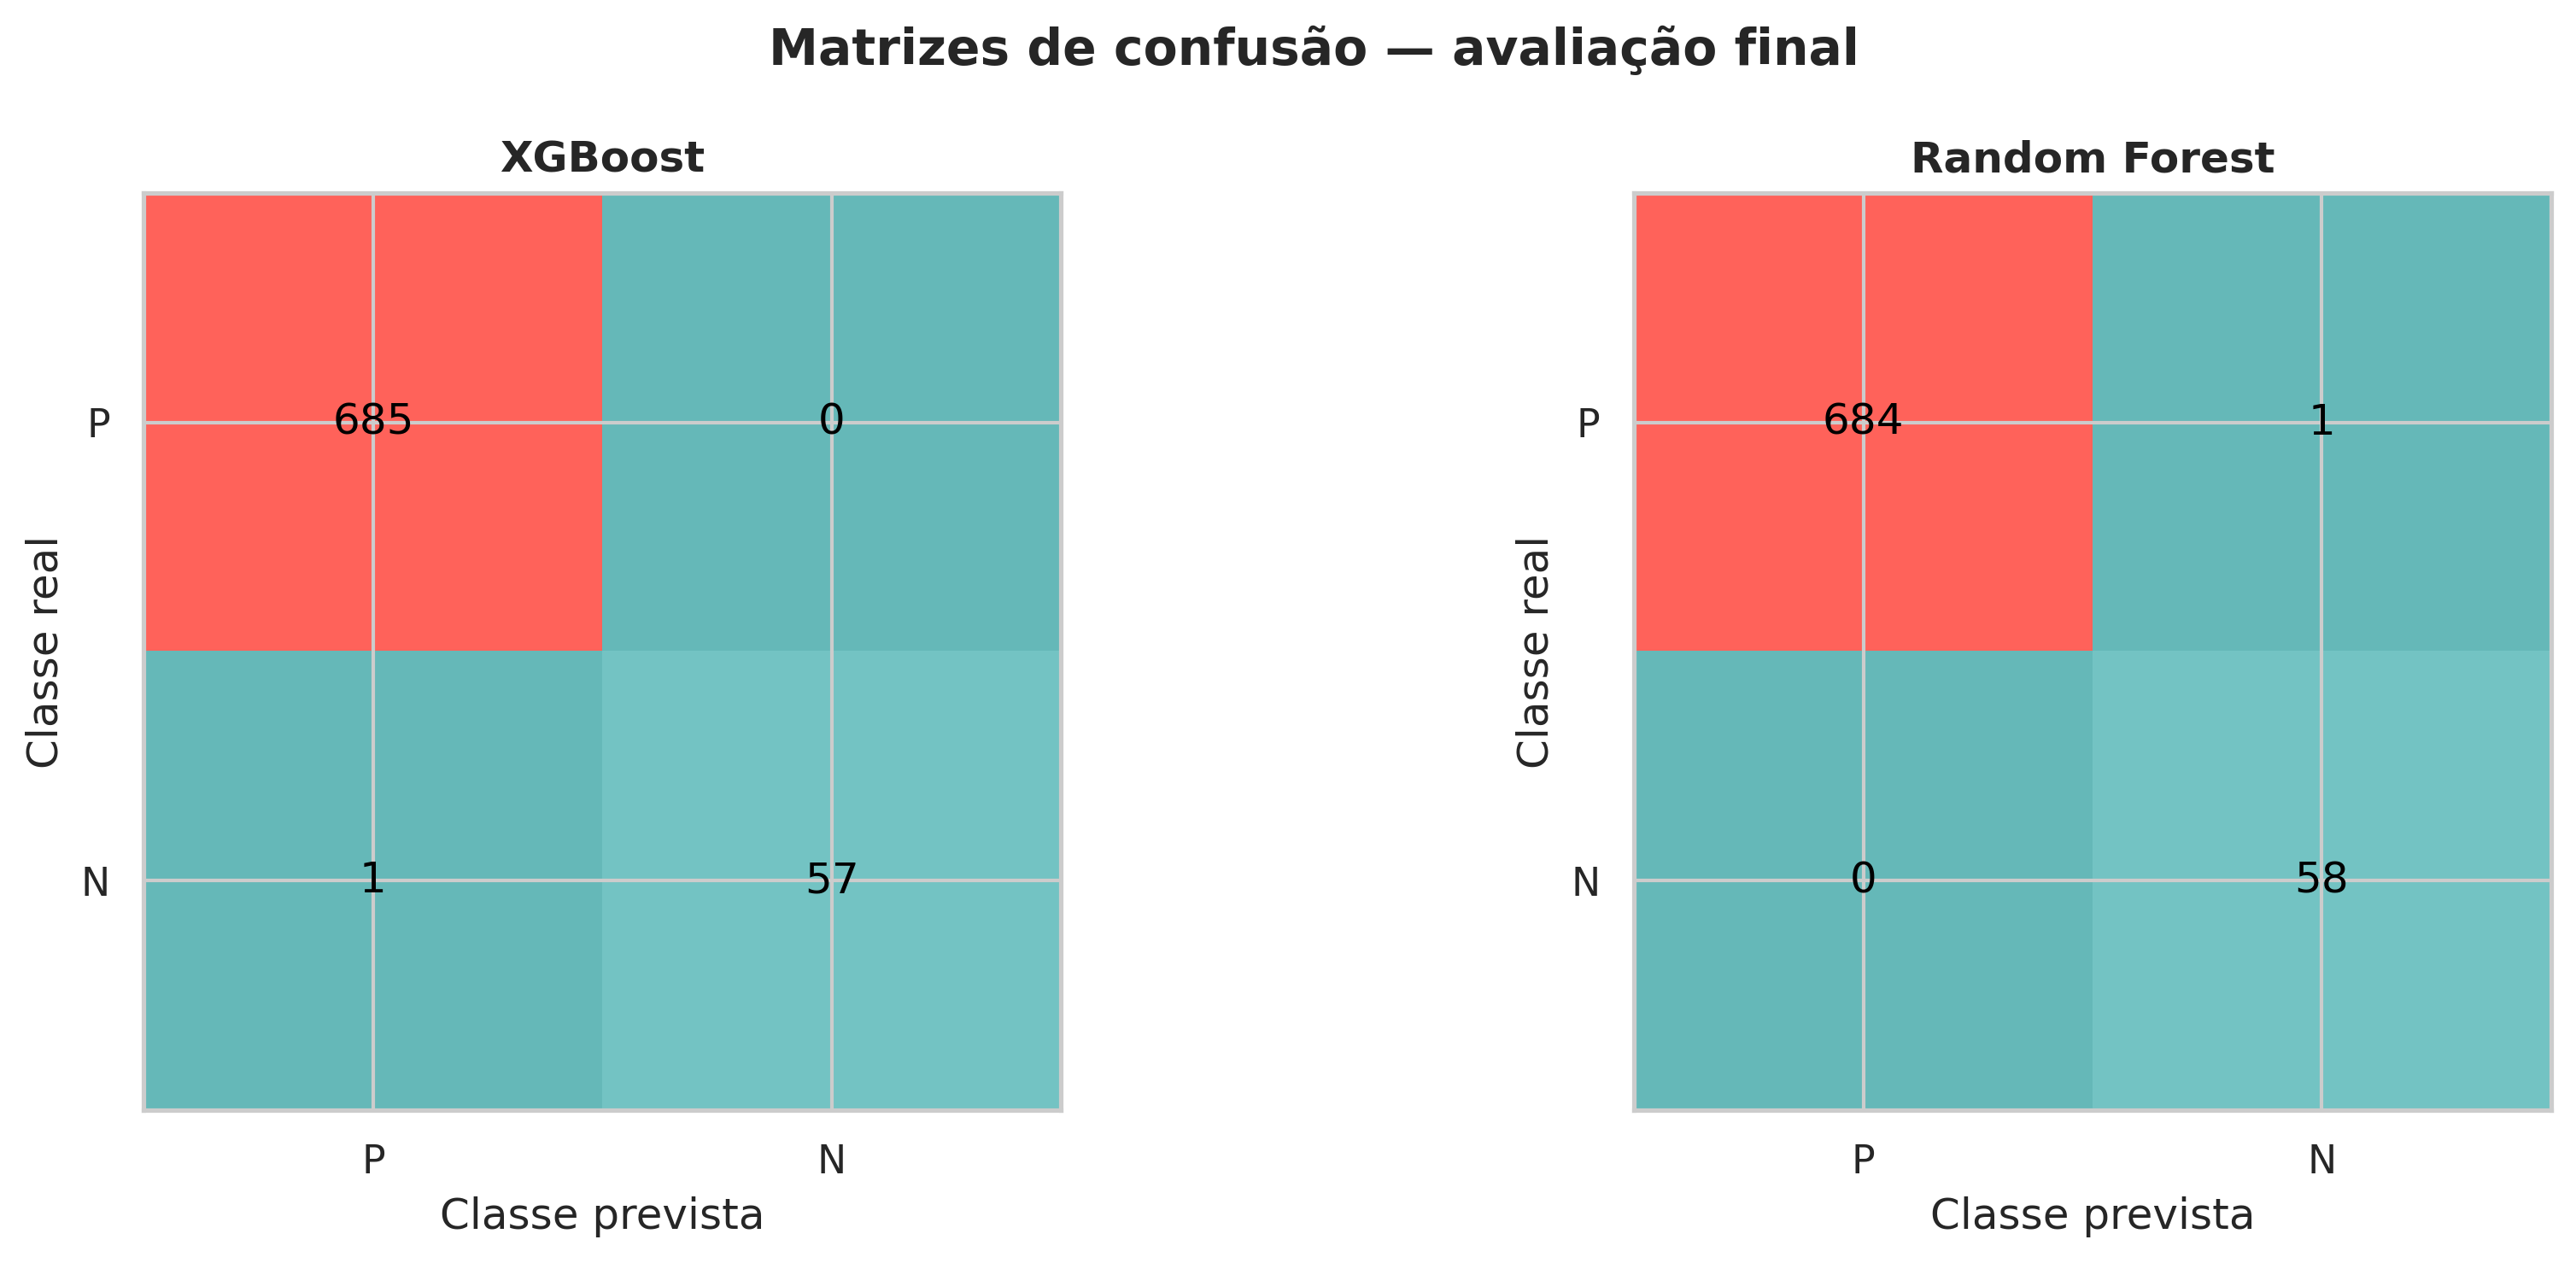 Matrizes de confusão — avaliação final
XGBoost
Classe real
P
685
0
N
1
57
P
N
Classe prevista
Random Forest
Classe real
P
684
1
N
0
58
P
N
Classe prevista